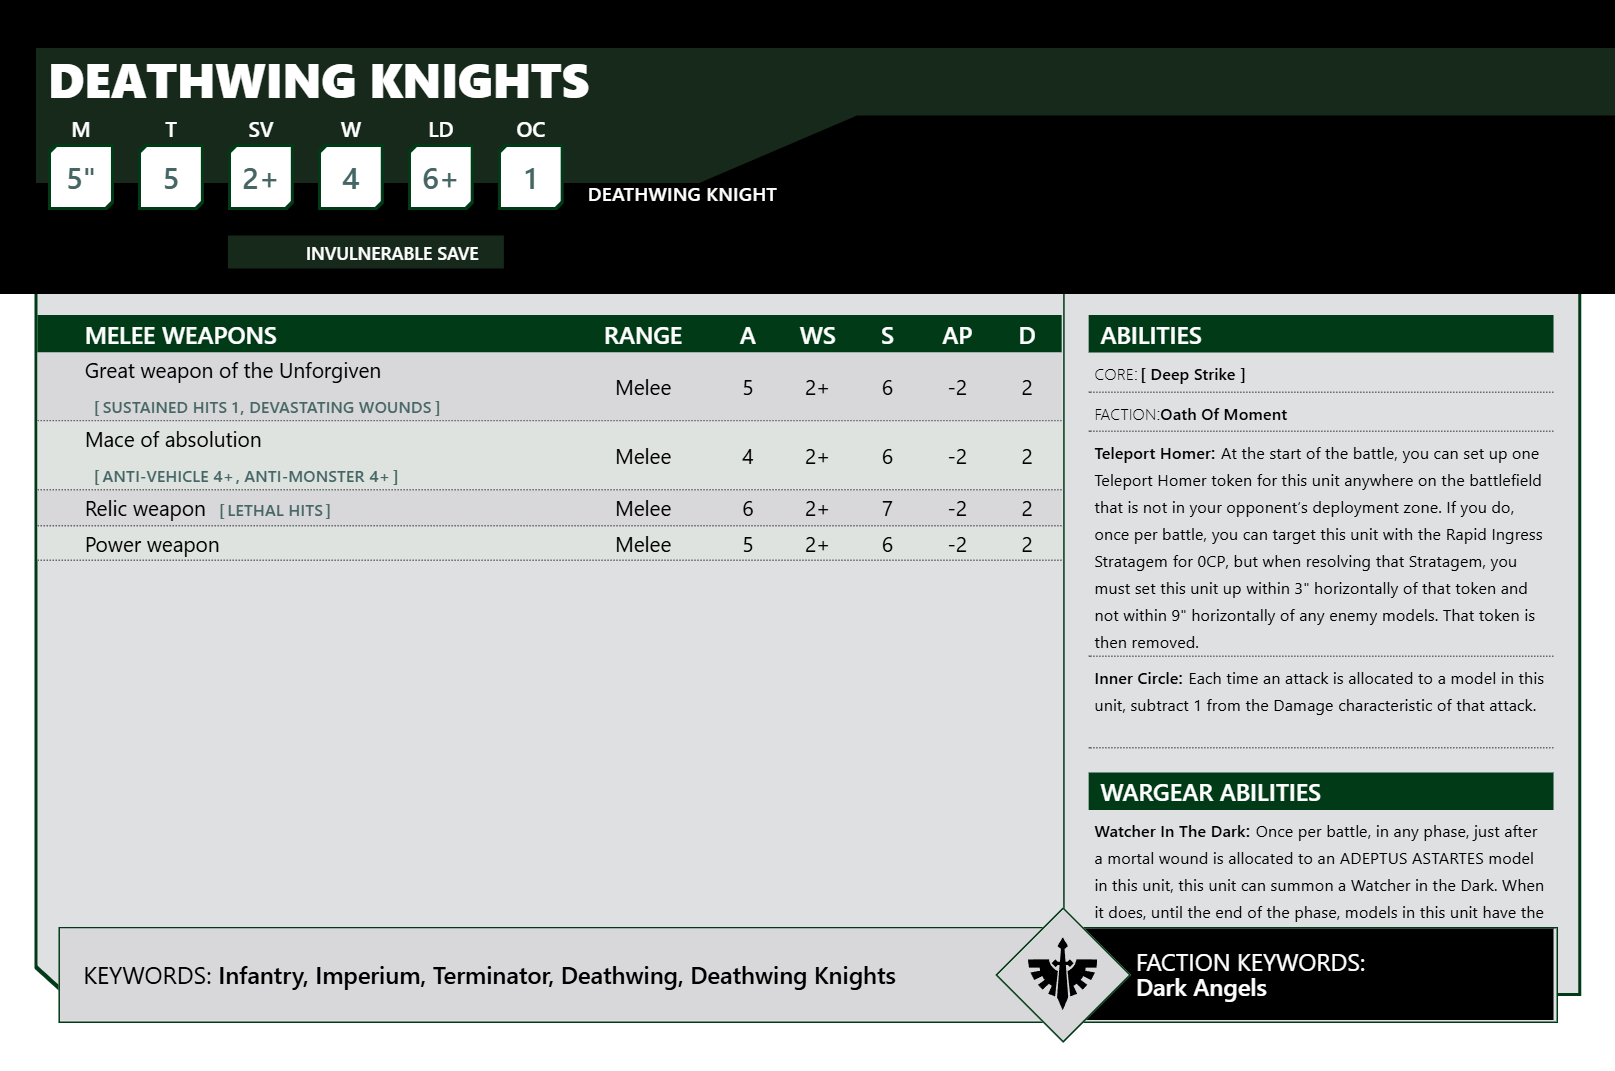 DEATHWING KNIGHTS
M T SV W LD OC
5" 5 2+ 4 6+ 1
DEATHWING KNIGHT
INVULNERABLE SAVE
MELEE WEAPONS RANGE A WS S AP D
Great weapon of the Unforgiven
[ SUSTAINED HITS 1, DEVASTATING WOUNDS ]
Melee 5 2+ 6 -2 2
Mace of absolution
[ ANTI-VEHICLE 4+, ANTI-MONSTER 4+ ]
Melee 4 2+ 6 -2 2
Relic weapon [ LETHAL HITS ] Melee 6 2+ 7 -2 2
Power weapon Melee 5 2+ 6 -2 2
ABILITIES
CORE: [ Deep Strike ]
FACTION:Oath Of Moment
Teleport Homer: At the start of the battle, you can set up one
Teleport Homer token for this unit anywhere on the battlefield
that is not in your opponent’s deployment zone. If you do,
once per battle, you can target this unit with the Rapid Ingress
Stratagem for 0CP, but when resolving that Stratagem, you
must set this unit up within 3" horizontally of that token and
not within 9" horizontally of any enemy models. That token is
then removed.
Inner Circle: Each time an attack is allocated to a model in this
unit, subtract 1 from the Damage characteristic of that attack.
WARGEAR ABILITIES
Watcher In The Dark: Once per battle, in any phase, just after
a mortal wound is allocated to an ADEPTUS ASTARTES model
in this unit, this unit can summon a Watcher in the Dark. When
it does, until the end of the phase, models in this unit have the
KEYWORDS: Infantry, Imperium, Terminator, Deathwing, Deathwing Knights
FACTION KEYWORDS:
Dark Angels